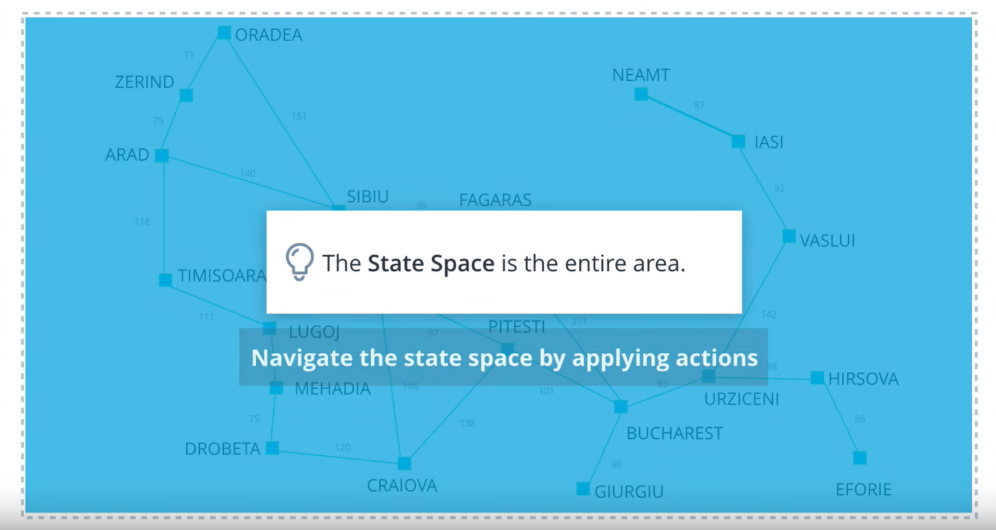 ORADEA
71
ZERIND
NEAMT
87
75
151
IASI
ARAD
140
92
SIBIU
FAGARAS
99
118
VASLUI
The State Space is the entire area.
TIMISOARA
111
LUGOJ
97
PITESTI
211
142
Navigate the state space by applying actions
HIRSOVA
MEHADIA
146
101
85
98
URZICENI
75
138
86
BUCHAREST
DROBETA
120
90
CRAIOVA
GIURGIU
EFORIE